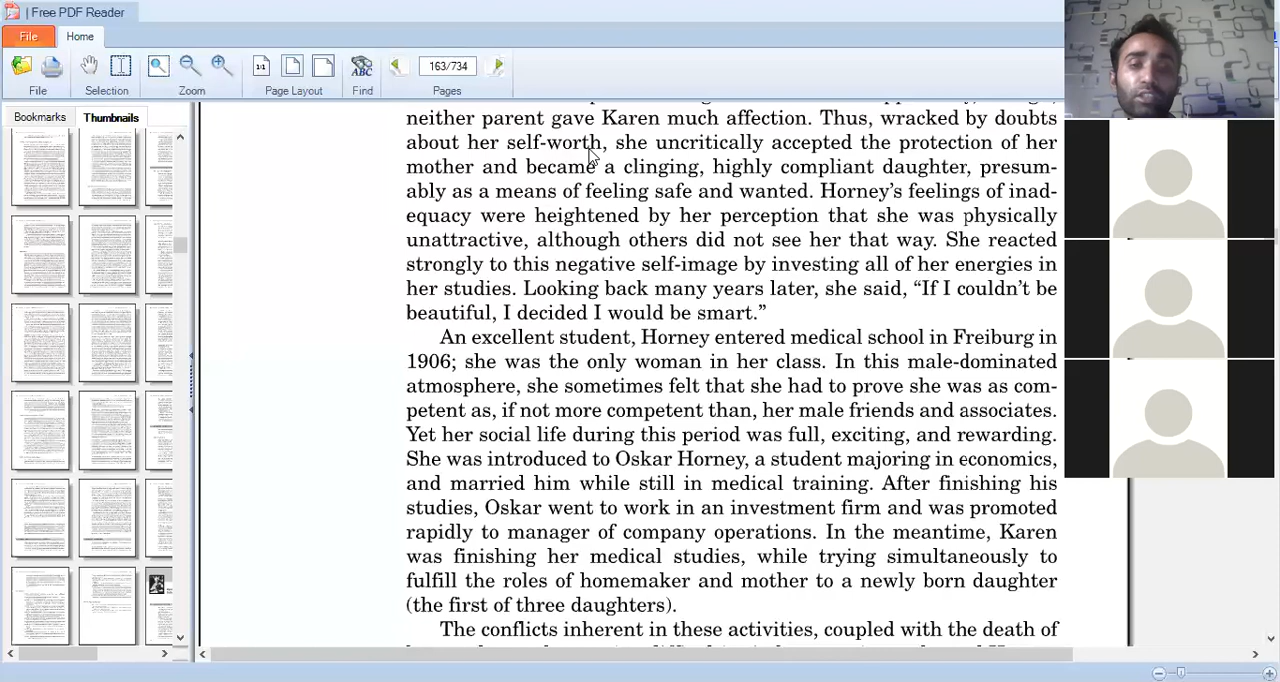 | Free PDF Reader
File
Home
1:1
ABC
163/734
File
Selection
Zoom
Page Layout
Find
Pages
Bookmarks
Thumbnails
neither parent gave Karen much affection. Thus, wracked by doubts
about her self-worth, she uncritically accepted the protection of her
mother and became a clinging, highly compliant daughter, presum-
ably as a means of feeling safe and wanted. Horney’s feelings of inad-
equacy were heightened by her perception that she was physically
unattractive, although others did not see her that way. She reacted
strongly to this negative self-image by investing all of her energies in
her studies. Looking back many years later, she said, “If I couldn’t be
beautiful, I decided I would be smart.”
An excellent student, Horney entered medical school in Freiburg in
1906; she was the only woman in her class. In this male-dominated
atmosphere, she sometimes felt that she had to prove she was as com-
petent as, if not more competent than, her male friends and associates.
Yet her social life during this period was full, exciting, and rewarding.
She was introduced to Oskar Horney, a student majoring in economics,
and married him while still in medical training. After finishing his
studies, Oskar went to work in an investment firm and was promoted
rapidly to manager of company operations. In the meantime, Karen
was finishing her medical studies, while trying simultaneously to
fulfill the roles of homemaker and mother to a newly born daughter
(the first of three daughters).
The conflicts inherent in these activities, coupled with the death of